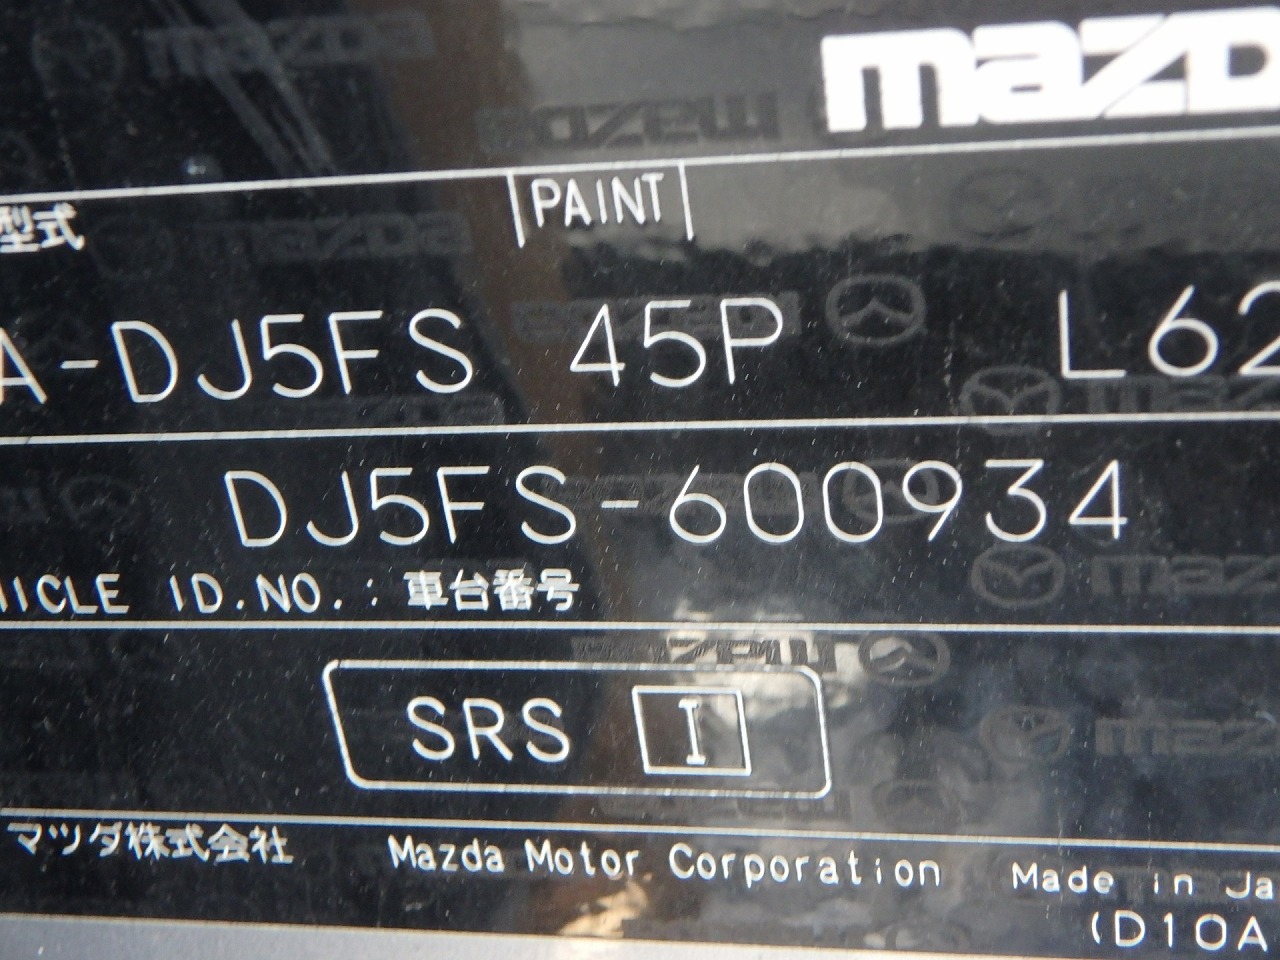 mazda
型式 PAINT
A-DJ5FS 45P L62
DJ5FS-600934
HICLE ID.NO.: 車台番号
SRS I
マツダ株式会社 Mazda Motor Corporation Made in Ja
(D10A